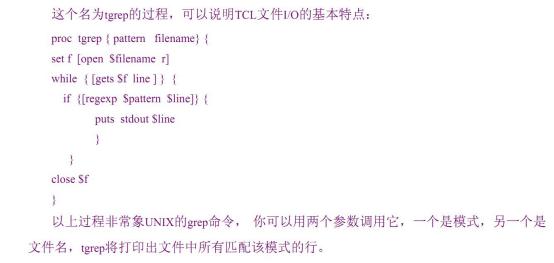 这个名为tgrep的过程，可以说明TCL文件I/O的基本特点：
proc tgrep { pattern filename} {
set f [open $filename r]
while { [gets $f line ] } {
if {[regexp $pattern $line]} {
puts stdout $line
}
}
close $f
}
以上过程非常象UNIX的grep命令， 你可以用两个参数调用它，一个是模式，另一个是
文件名，tgrep将打印出文件中所有匹配该模式的行。